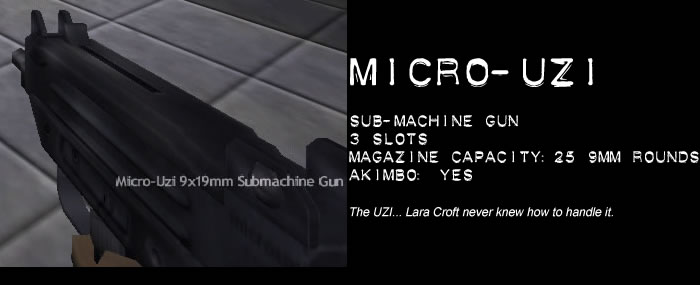 Micro-Uzi 9x19mm Submachine Gun
MICRO-UZI
SUB-MACHINE GUN
3 SLOTS
MAGAZINE CAPACITY: 25 9MM ROUNDS
AKIMBO: YES
The UZI... Lara Croft never knew how to handle it.